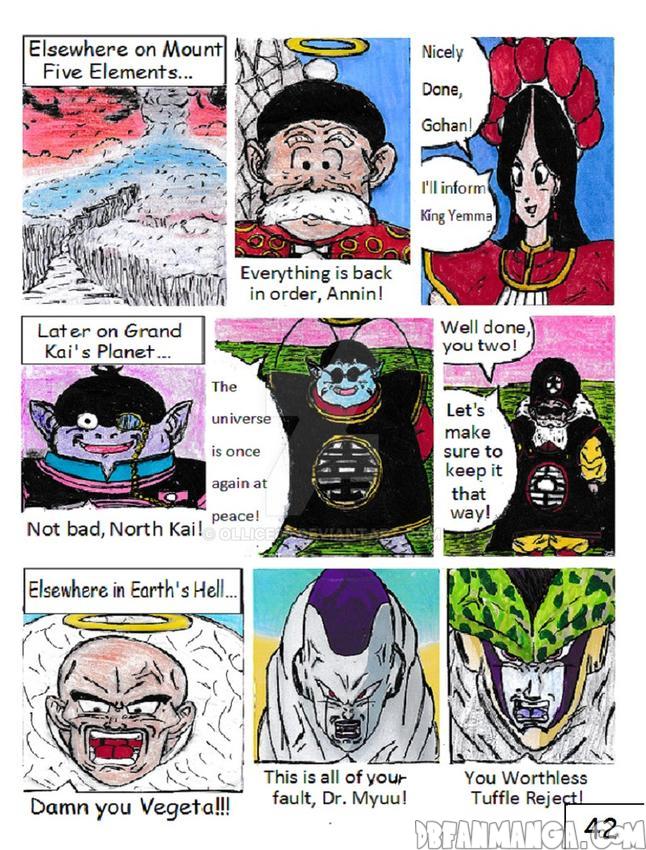 Elsewhere on Mount
Five Elements...
Everything is back
in order, Annin!
Nicely
Done,
Gohan!
I'll inform
King Yemma
Later on Grand
Kai's Planet...
Not bad, North Kai!
The
universe
is once
again at
peace!
Well done,
you two!
Let's
make
sure to
keep it
that
way!
Elsewhere in Earth's Hell...
Damn you Vegeta!!!
This is all of your
fault, Dr. Myuu!
You Worthless
Tuffle Reject!
42
DBFANMANGA.COM